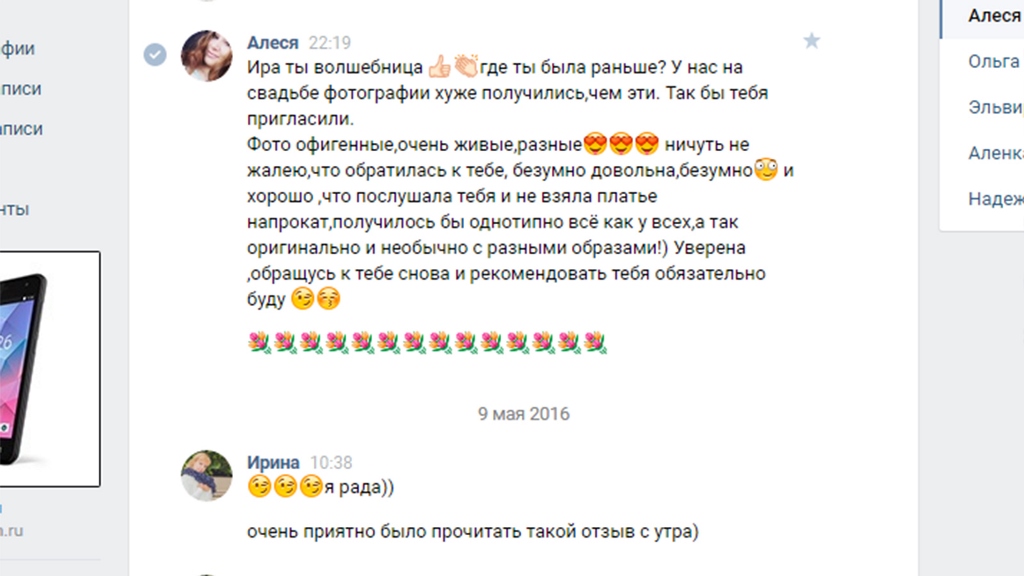 фии
писи
аписи
нты
.ru
Алеся 22:19
Ира ты волшебница 👍👏где ты была раньше? У нас на
свадьбе фотографии хуже получились,чем эти. Так бы тебя
пригласили.
Фото офигенные,очень живые,разные😍😍😍 ничуть не
жалею,что обратилась к тебе, безумно довольна,безумно😳 и
хорошо ,что послушала тебя и не взяла платье
напрокат,получилось бы однотипно всё как у всех,а так
оригинально и необычно с разными образами!) Уверена
,обращусь к тебе снова и рекомендовать тебя обязательно
буду 😉😚
💐💐💐💐💐💐💐💐💐💐💐💐💐💐
9 мая 2016
Ирина 10:38
😉😉😉я рада))
очень приятно было прочитать такой отзыв с утра)
Алеся
Ольга
Эльви
Аленка
Надеж